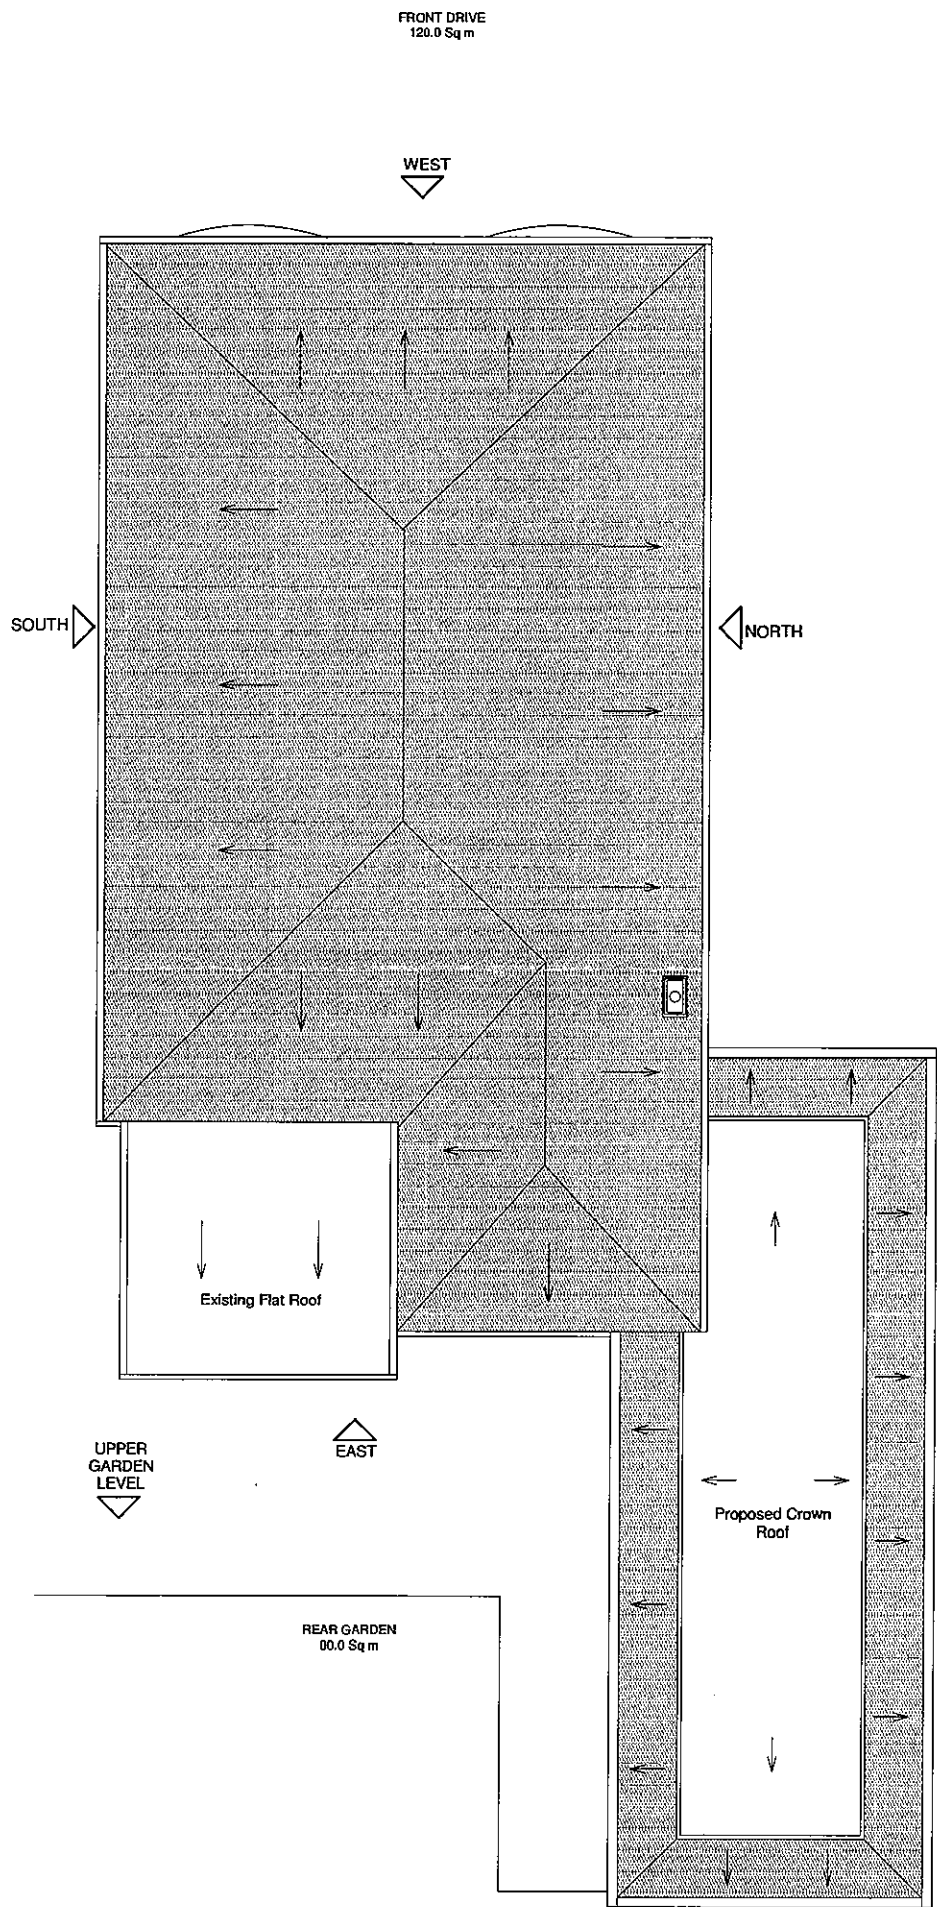 FRONT DRIVE
120.0 Sq m
WEST
SOUTH
NORTH
Existing Flat Roof
EAST
UPPER
GARDEN
LEVEL
Proposed Crown
Roof
REAR GARDEN
00.0 Sq m